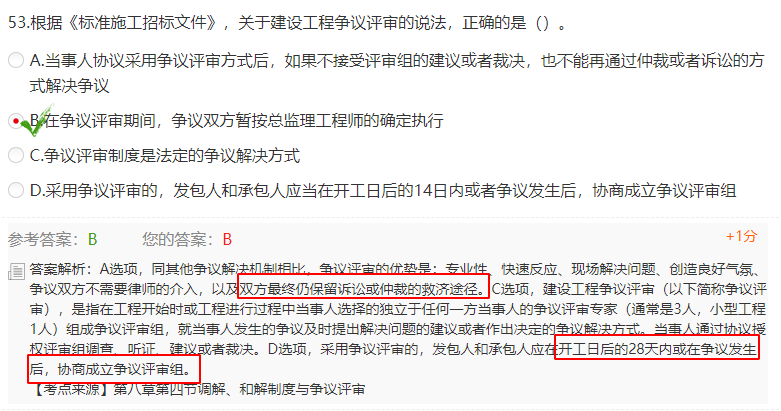 53.根据《标准施工招标文件》，关于建设工程争议评审的说法，正确的是（）。
A.当事人协议采用争议评审方式后，如果不接受评审组的建议或者裁决，也不能再通过仲裁或者诉讼的方
式解决争议
B.在争议评审期间，争议双方暂按总监理工程师的确定执行
C.争议评审制度是法定的争议解决方式
D.采用争议评审的，发包人和承包人应当在开工日后的14日内或者争议发生后，协商成立争议评审组
参考答案：B 您的答案：B +1分
答案解析：A选项，同其他争议解决机制相比，争议评审的优势是：专业性、快速反应、现场解决问题、创造良好气氛、
争议双方不需要律师的介入，以及双方最终仍保留诉讼或仲裁的救济途径。C选项，建设工程争议评审（以下简称争议评
审），是指在工程开始时或工程进行过程中当事人选择的独立于任何一方当事人的争议评审专家（通常是3人，小型工程
1人）组成争议评审组，就当事人发生的争议及时提出解决问题的建议或者作出决定的争议解决方式。当事人通过协议授
权评审组调查、听证、建议或者裁决。D选项，采用争议评审的，发包人和承包人应在开工日后的28天内或在争议发生
后，协商成立争议评审组。
【考点来源】第八章第四节调解、和解制度与争议评审